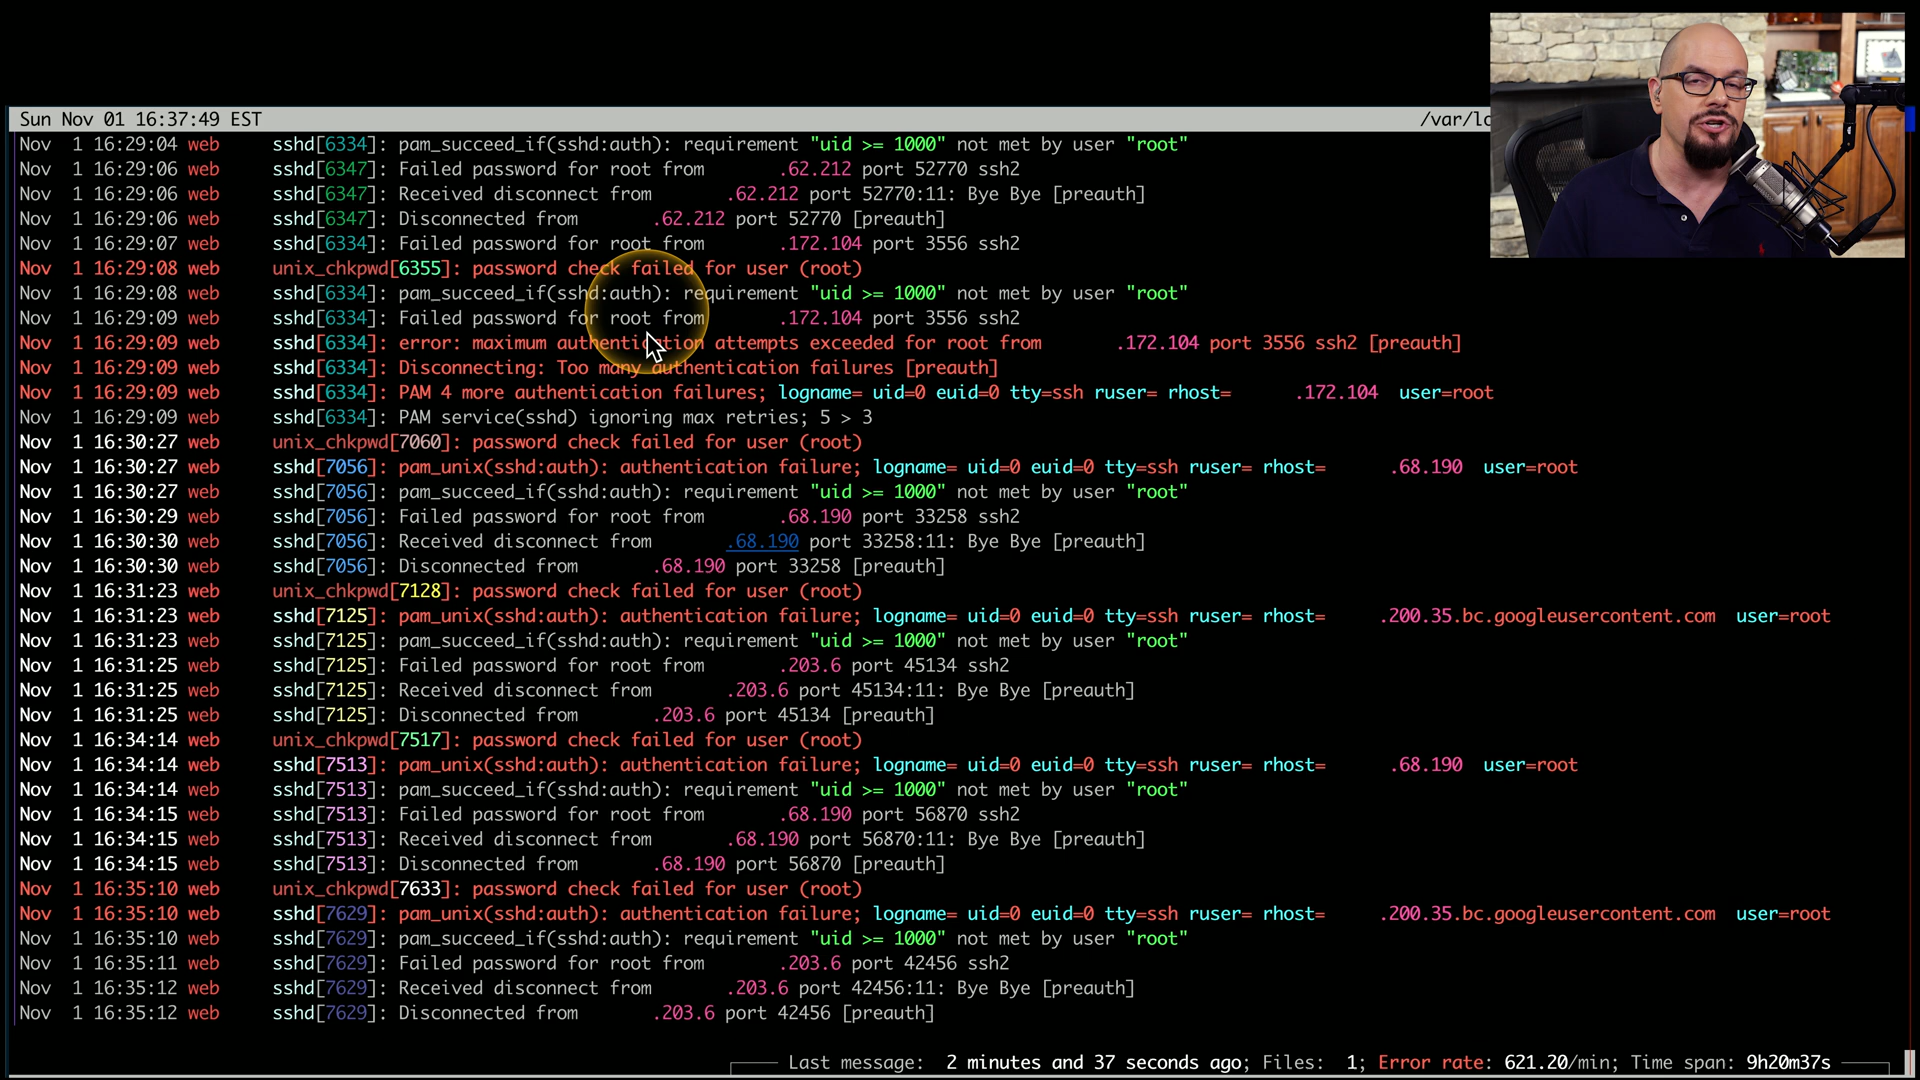 Sun Nov 01 16:37:49 EST /var/lo
Nov 1 16:29:04 web sshd[6334]: pam_succeed_if(sshd:auth): requirement "uid >= 1000" not met by user "root"
Nov 1 16:29:06 web sshd[6347]: Failed password for root from .62.212 port 52770 ssh2
Nov 1 16:29:06 web sshd[6347]: Received disconnect from .62.212 port 52770:11: Bye Bye [preauth]
Nov 1 16:29:06 web sshd[6347]: Disconnected from .62.212 port 52770 [preauth]
Nov 1 16:29:07 web sshd[6334]: Failed password for root from .172.104 port 3556 ssh2
Nov 1 16:29:08 web unix_chkpwd[6355]: password check failed for user (root)
Nov 1 16:29:08 web sshd[6334]: pam_succeed_if(sshd:auth): requirement "uid >= 1000" not met by user "root"
Nov 1 16:29:09 web sshd[6334]: Failed password for root from .172.104 port 3556 ssh2
Nov 1 16:29:09 web sshd[6334]: error: maximum authentication attempts exceeded for root from .172.104 port 3556 ssh2 [preauth]
Nov 1 16:29:09 web sshd[6334]: Disconnecting: Too many authentication failures [preauth]
Nov 1 16:29:09 web sshd[6334]: PAM 4 more authentication failures; logname= uid=0 euid=0 tty=ssh ruser= rhost= .172.104 user=root
Nov 1 16:29:09 web sshd[6334]: PAM service(sshd) ignoring max retries; 5 > 3
Nov 1 16:30:27 web unix_chkpwd[7060]: password check failed for user (root)
Nov 1 16:30:27 web sshd[7056]: pam_unix(sshd:auth): authentication failure; logname= uid=0 euid=0 tty=ssh ruser= rhost= .68.190 user=root
Nov 1 16:30:27 web sshd[7056]: pam_succeed_if(sshd:auth): requirement "uid >= 1000" not met by user "root"
Nov 1 16:30:29 web sshd[7056]: Failed password for root from .68.190 port 33258 ssh2
Nov 1 16:30:30 web sshd[7056]: Received disconnect from .68.190 port 33258:11: Bye Bye [preauth]
Nov 1 16:30:30 web sshd[7056]: Disconnected from .68.190 port 33258 [preauth]
Nov 1 16:31:23 web unix_chkpwd[7128]: password check failed for user (root)
Nov 1 16:31:23 web sshd[7125]: pam_unix(sshd:auth): authentication failure; logname= uid=0 euid=0 tty=ssh ruser= rhost= .200.35.bc.googleusercontent.com user=root
Nov 1 16:31:23 web sshd[7125]: pam_succeed_if(sshd:auth): requirement "uid >= 1000" not met by user "root"
Nov 1 16:31:25 web sshd[7125]: Failed password for root from .203.6 port 45134 ssh2
Nov 1 16:31:25 web sshd[7125]: Received disconnect from .203.6 port 45134:11: Bye Bye [preauth]
Nov 1 16:31:25 web sshd[7125]: Disconnected from .203.6 port 45134 [preauth]
Nov 1 16:34:14 web unix_chkpwd[7517]: password check failed for user (root)
Nov 1 16:34:14 web sshd[7513]: pam_unix(sshd:auth): authentication failure; logname= uid=0 euid=0 tty=ssh ruser= rhost= .68.190 user=root
Nov 1 16:34:14 web sshd[7513]: pam_succeed_if(sshd:auth): requirement "uid >= 1000" not met by user "root"
Nov 1 16:34:15 web sshd[7513]: Failed password for root from .68.190 port 56870 ssh2
Nov 1 16:34:15 web sshd[7513]: Received disconnect from .68.190 port 56870:11: Bye Bye [preauth]
Nov 1 16:34:15 web sshd[7513]: Disconnected from .68.190 port 56870 [preauth]
Nov 1 16:35:10 web unix_chkpwd[7633]: password check failed for user (root)
Nov 1 16:35:10 web sshd[7629]: pam_unix(sshd:auth): authentication failure; logname= uid=0 euid=0 tty=ssh ruser= rhost= .200.35.bc.googleusercontent.com user=root
Nov 1 16:35:10 web sshd[7629]: pam_succeed_if(sshd:auth): requirement "uid >= 1000" not met by user "root"
Nov 1 16:35:11 web sshd[7629]: Failed password for root from .203.6 port 42456 ssh2
Nov 1 16:35:12 web sshd[7629]: Received disconnect from .203.6 port 42456:11: Bye Bye [preauth]
Nov 1 16:35:12 web sshd[7629]: Disconnected from .203.6 port 42456 [preauth]
Last message: 2 minutes and 37 seconds ago; Files: 1; Error rate: 621.20/min; Time span: 9h20m37s